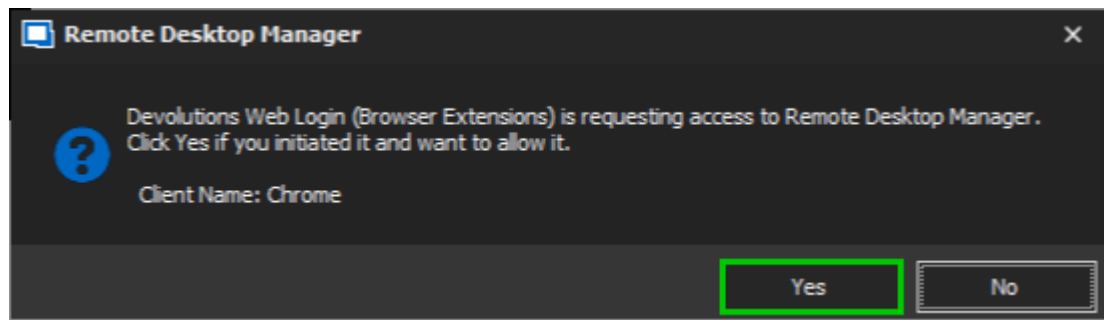 Remote Desktop Manager
Devolutions Web Login (Browser Extensions) is requesting access to Remote Desktop Manager.
Click Yes if you initiated it and want to allow it.
Client Name: Chrome
Yes No